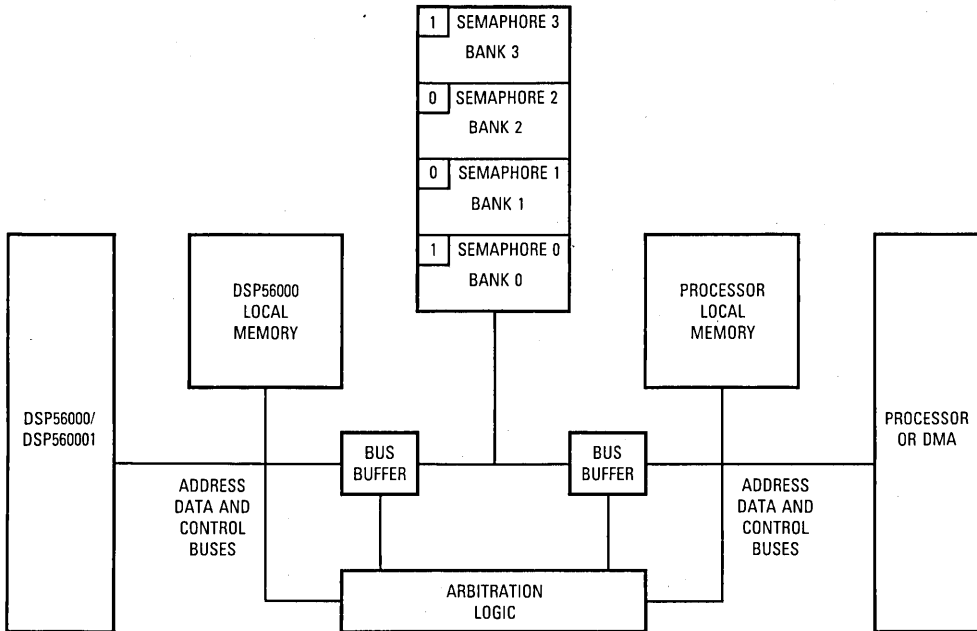 1 SEMAPHORE 3
BANK 3
0 SEMAPHORE 2
BANK 2
0 SEMAPHORE 1
BANK 1
1 SEMAPHORE 0
BANK 0
DSP56000
LOCAL
MEMORY
PROCESSOR
LOCAL
MEMORY
DSP56000/
DSP560001
BUS
BUFFER
BUS
BUFFER
PROCESSOR
OR DMA
ADDRESS
DATA AND
CONTROL
BUSES
ADDRESS
DATA AND
CONTROL
BUSES
ARBITRATION
LOGIC